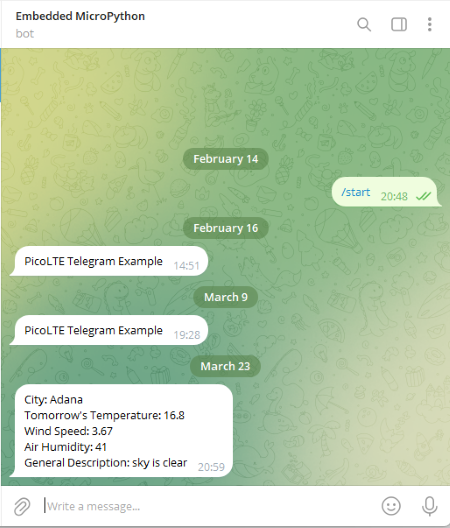 Embedded MicroPython
bot
February 14
/start 20:48
February 16
PicoLTE Telegram Example 14:51
March 9
PicoLTE Telegram Example 19:28
March 23
City: Adana
Tomorrow's Temperature: 16.8
Wind Speed: 3.67
Air Humidity: 41
General Description: sky is clear 20:59
Write a message...